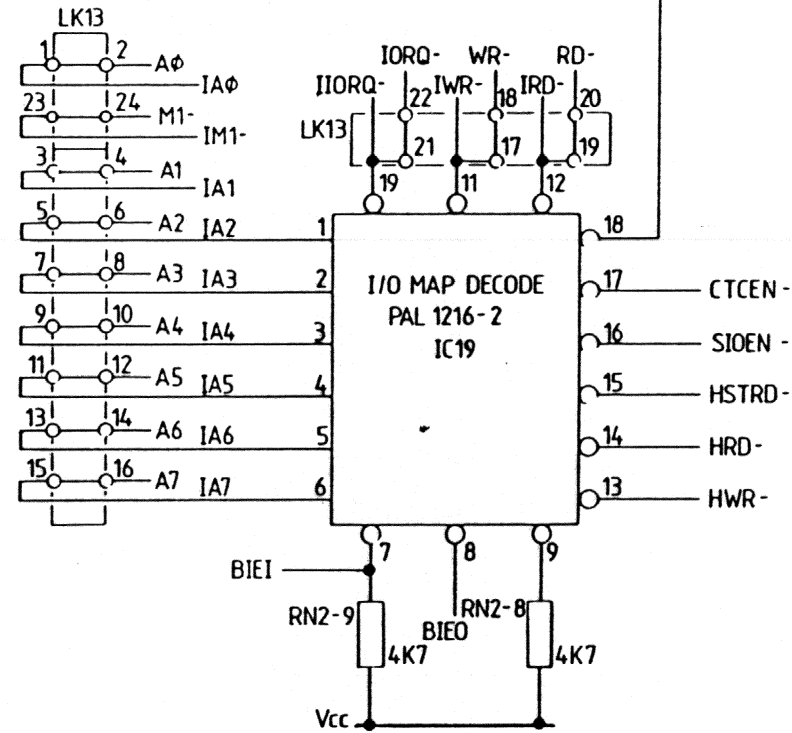 LK13
1 2 AØ
IAØ
23 24 M1-
IM1-
3 4 A1
IA1
5 6 A2 IA2 1
7 8 A3 IA3 2
9 10 A4 IA4 3
11 12 A5 IA5 4
13 14 A6 IA6 5
15 16 A7 IA7 6
IORQ- WR- RD-
IIORQ- IWR- IRD-
22 18 20
LK13
21 17 19
19 11 12
I/O MAP DECODE
PAL 1216-2
IC19
18
17 CTCEN-
16 SIOEN-
15 HSTRD-
14 HRD-
13 HWR-
7 8 9
BIEI
RN2-9 BIEO RN2-8
4K7 4K7
Vcc